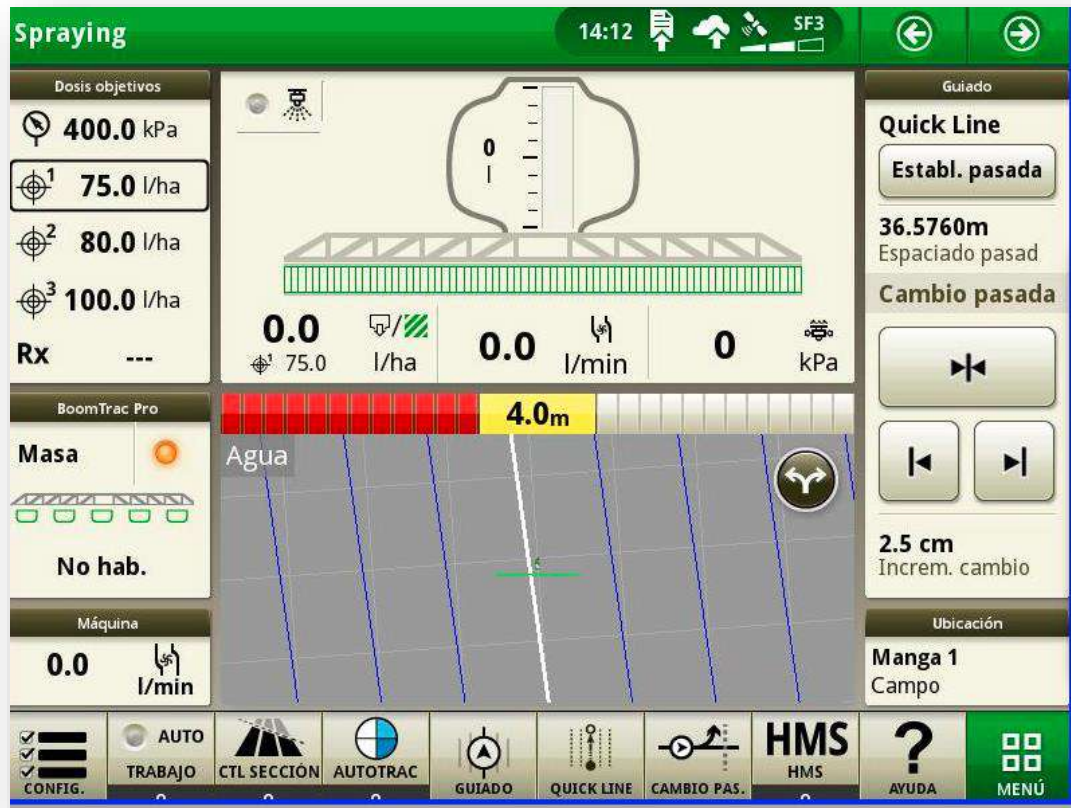 Spraying
14:12
SF3
Dosis objetivos
400.0 kPa
1 75.0 l/ha
2 80.0 l/ha
3 100.0 l/ha
Rx ---
0
l
0.0
l/ha
1 75.0
0.0
l/min
0
kPa
Guiado
Quick Line
Establ. pasada
36.5760m
Espaciado pasad
Cambio pasada
2.5 cm
Increm. cambio
BoomTrac Pro
Masa
No hab.
4.0m
Agua
Máquina
0.0
l/min
Ubicación
Manga 1
Campo
CONFIG.
AUTO
TRABAJO
CTL SECCIÓN
AUTOTRAC
GUIADO
QUICK LINE
CAMBIO PAS.
HMS
HMS
?
AYUDA
MENÚ